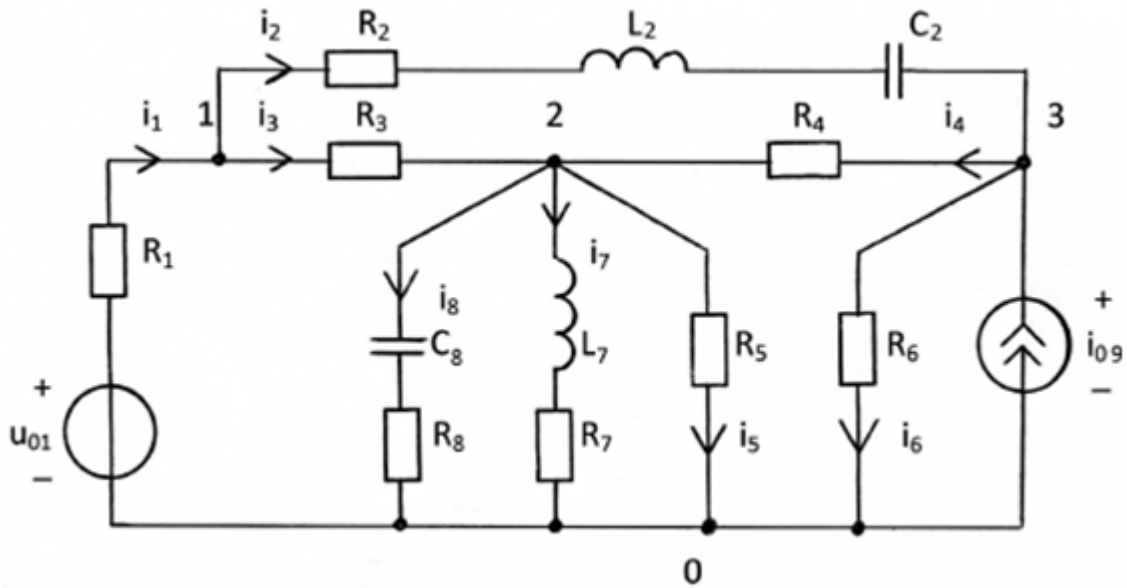 i₂ R₂ L₂ C₂
i₁ 1 i₃ R₃ 2 R₄ i₄ 3
R₁ i₇
i₈ +
C₈ L₇ R₅ R₆ i₀₉
+ −
u₀₁ R₈ R₇ i₅ i₆
−
0